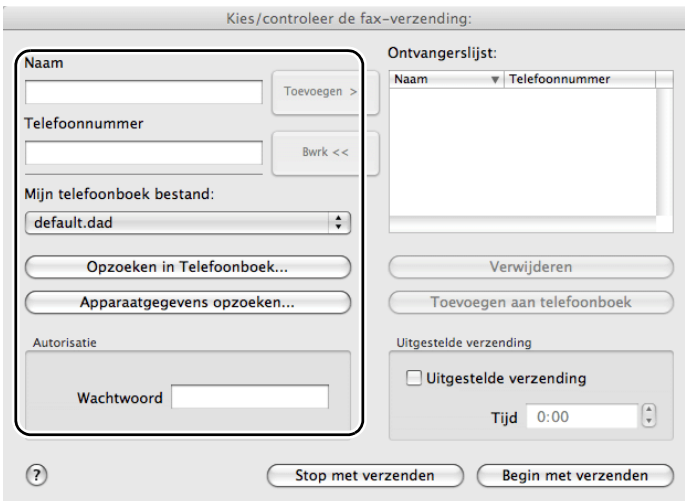 Kies/controleer de fax-verzending:
Naam
Toevoegen >
Telefoonnummer
Bwrk <<
Mijn telefoonboek bestand:
default.dad
Opzoeken in Telefoonboek...
Apparaatgegevens opzoeken...
Autorisatie
Wachtwoord
Ontvangerslijst:
Naam Telefoonnummer
Verwijderen
Toevoegen aan telefoonboek
Uitgestelde verzending
Uitgestelde verzending
Tijd 0:00
?
Stop met verzenden
Begin met verzenden